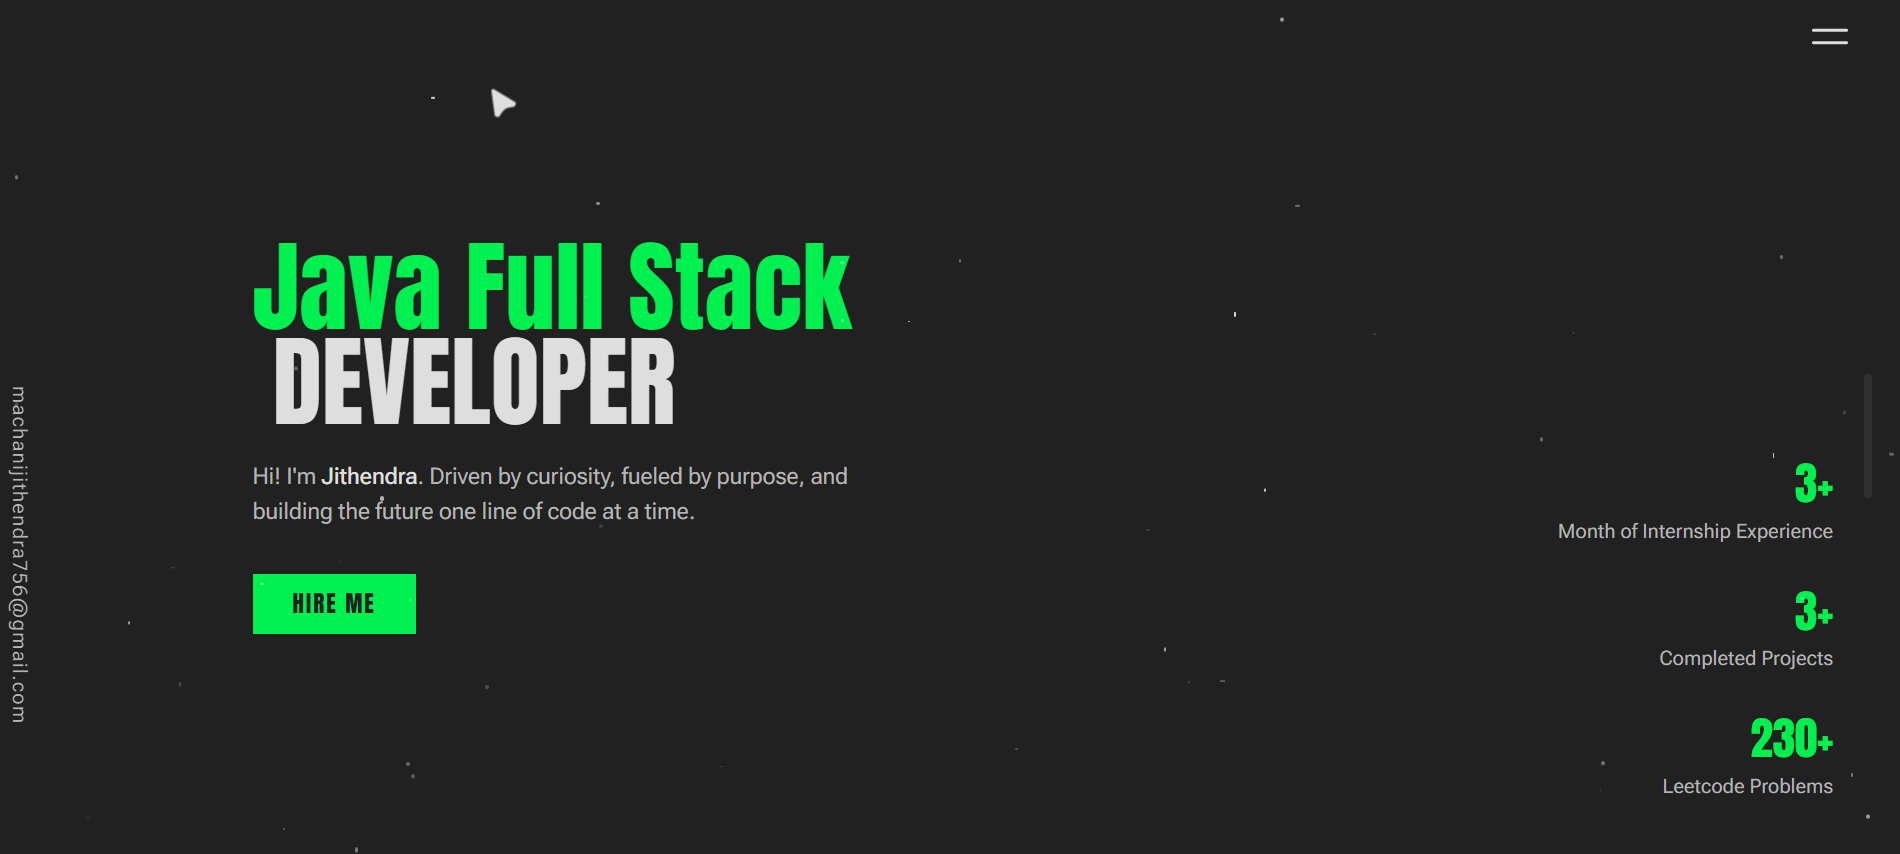 Java Full Stack
DEVELOPER
Hi! I'm Jithendra. Driven by curiosity, fueled by purpose, and
building the future one line of code at a time.
HIRE ME
machanijithendra756@gmail.com
3+
Month of Internship Experience
3+
Completed Projects
230+
Leetcode Problems